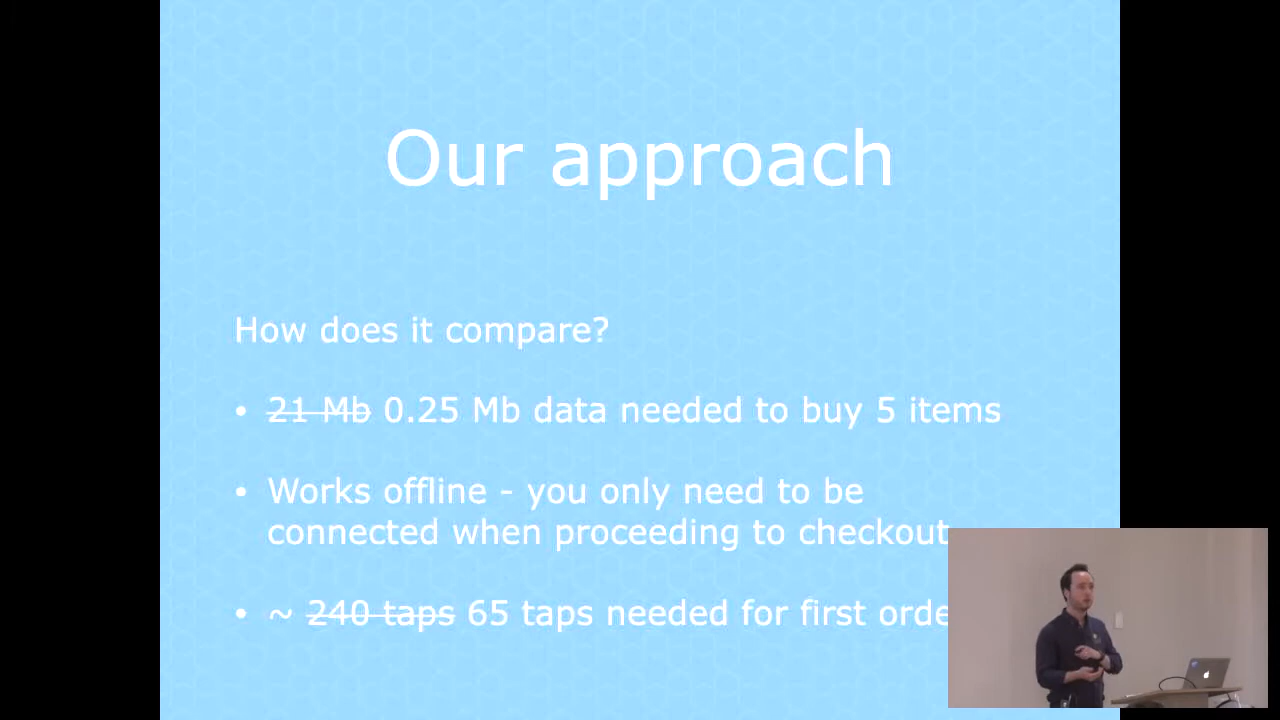 Our approach
How does it compare?
• 21 Mb 0.25 Mb data needed to buy 5 items
• Works offline - you only need to be
connected when proceeding to checkout
• ~ 240 taps 65 taps needed for first orde